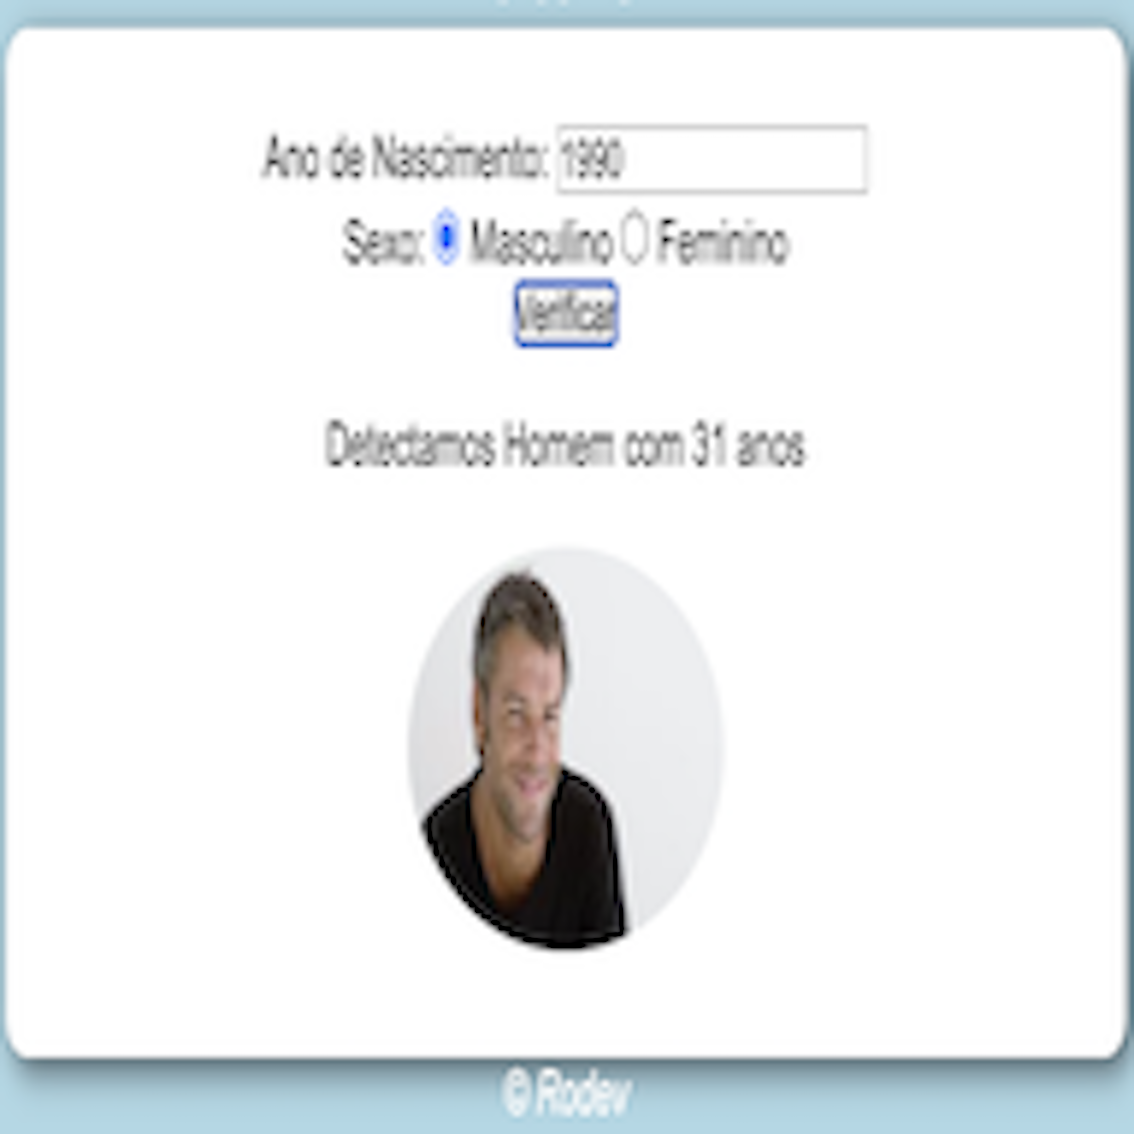 Ano de Nascimento: 1990
Sexo: Masculino Feminino
Verificar
Detectamos Homem com 31 anos
© Rodev